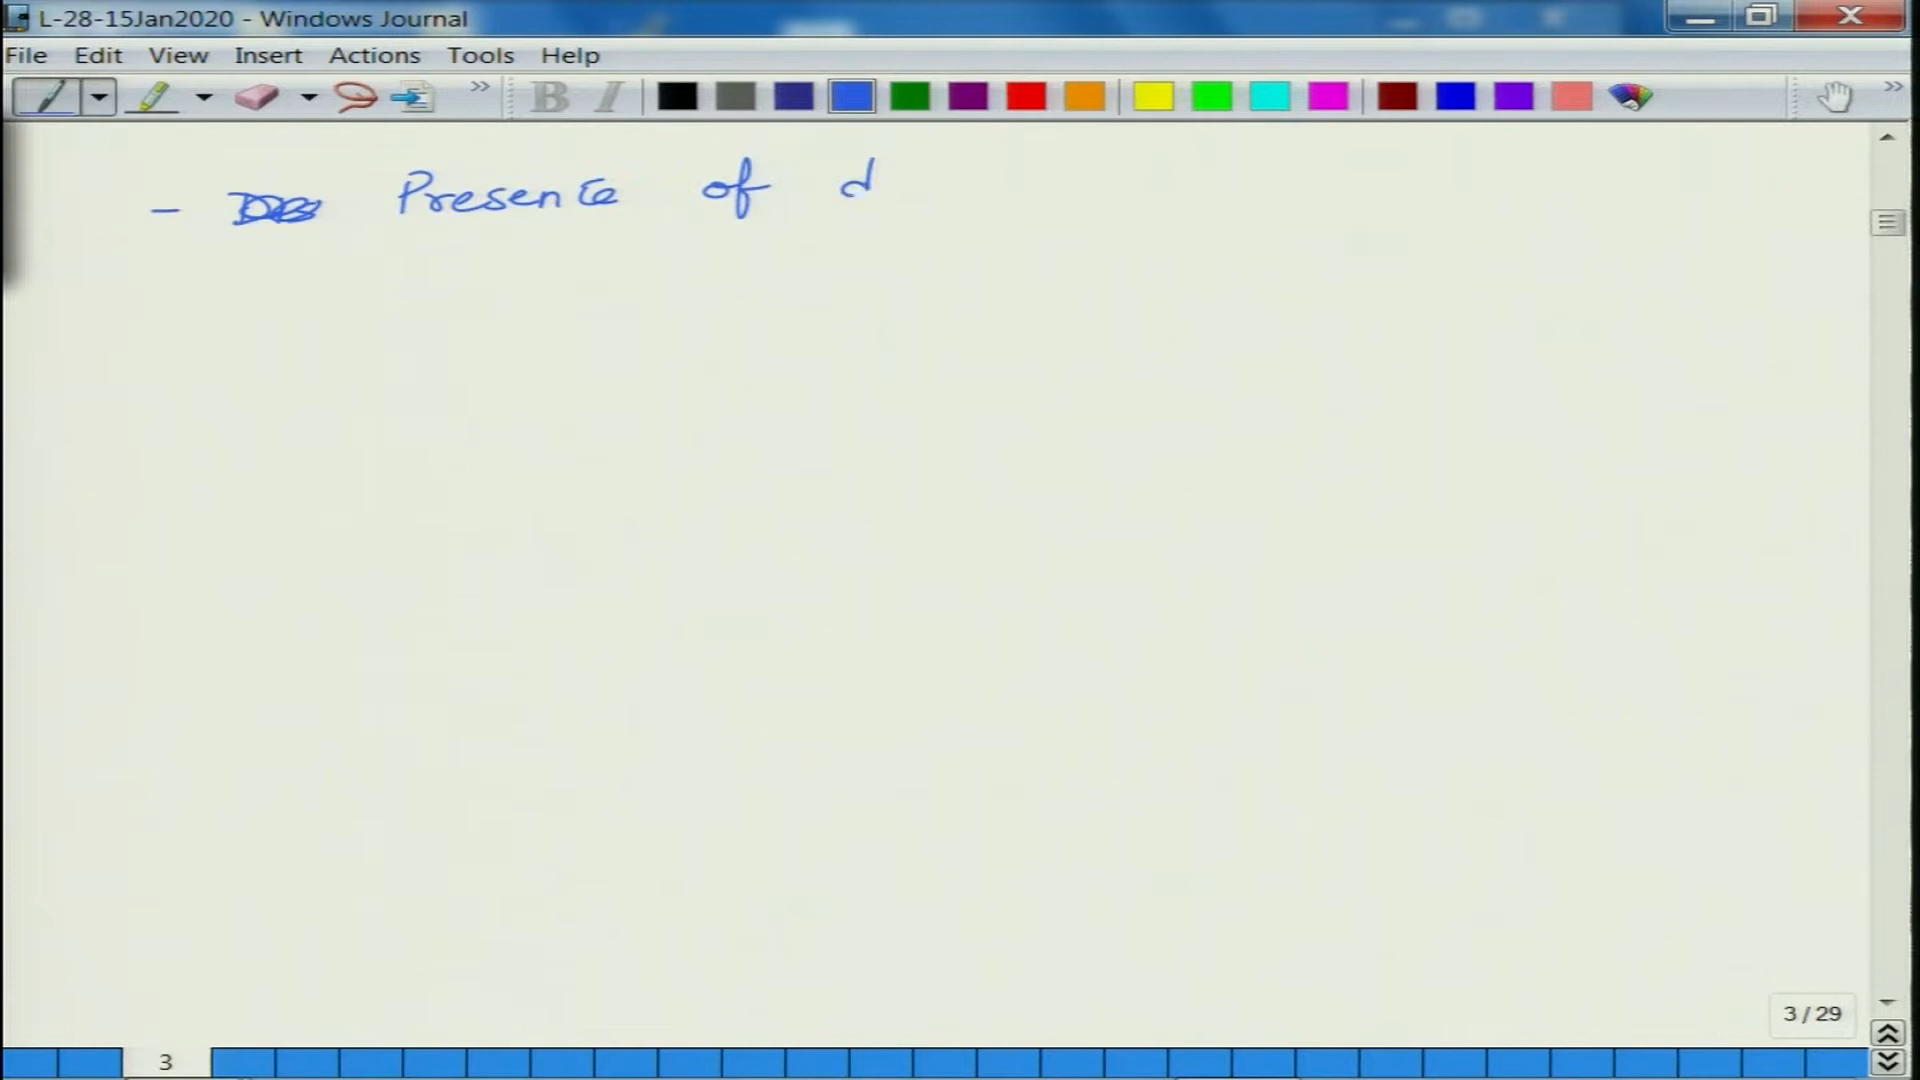 L-28-15Jan2020 - Windows Journal
File Edit View Insert Actions Tools Help
B I
- Presence of d
3 / 29
3